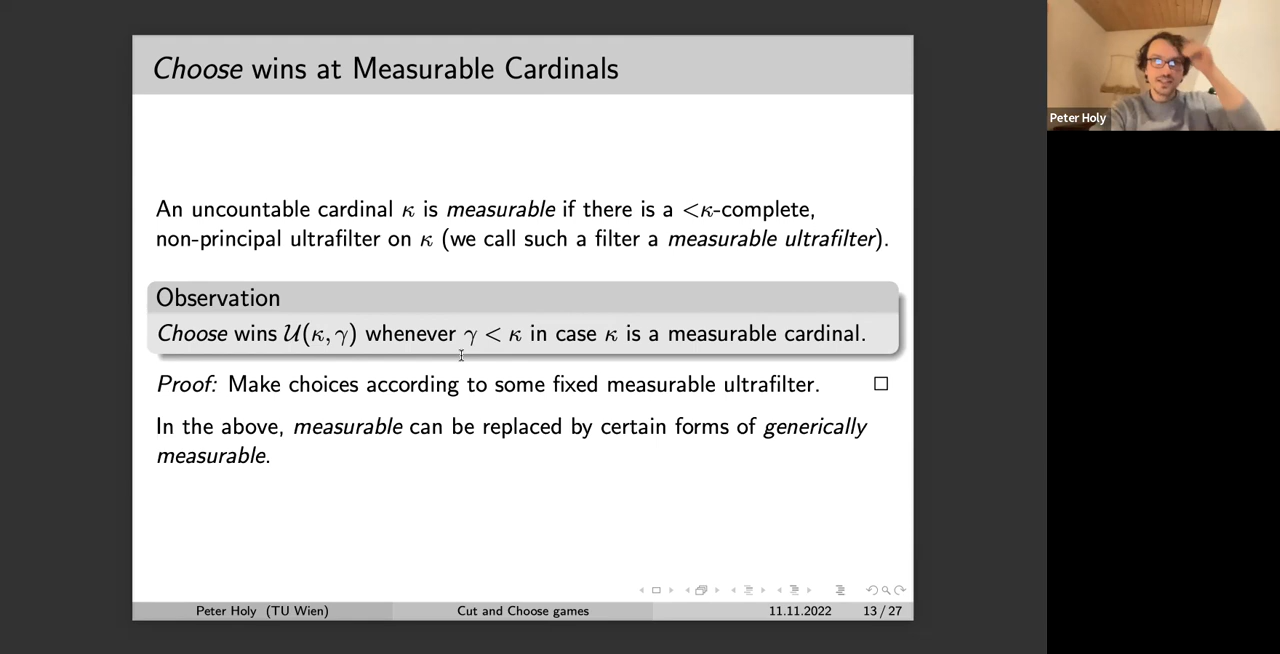 Choose wins at Measurable Cardinals
Peter Holy
An uncountable cardinal κ is measurable if there is a <κ-complete,
non-principal ultrafilter on κ (we call such a filter a measurable ultrafilter).
Observation
Choose wins 𝒰(κ, γ) whenever γ < κ in case κ is a measurable cardinal.
Proof: Make choices according to some fixed measurable ultrafilter. □
In the above, measurable can be replaced by certain forms of generically
measurable.
Peter Holy (TU Wien) Cut and Choose games 11.11.2022 13 / 27